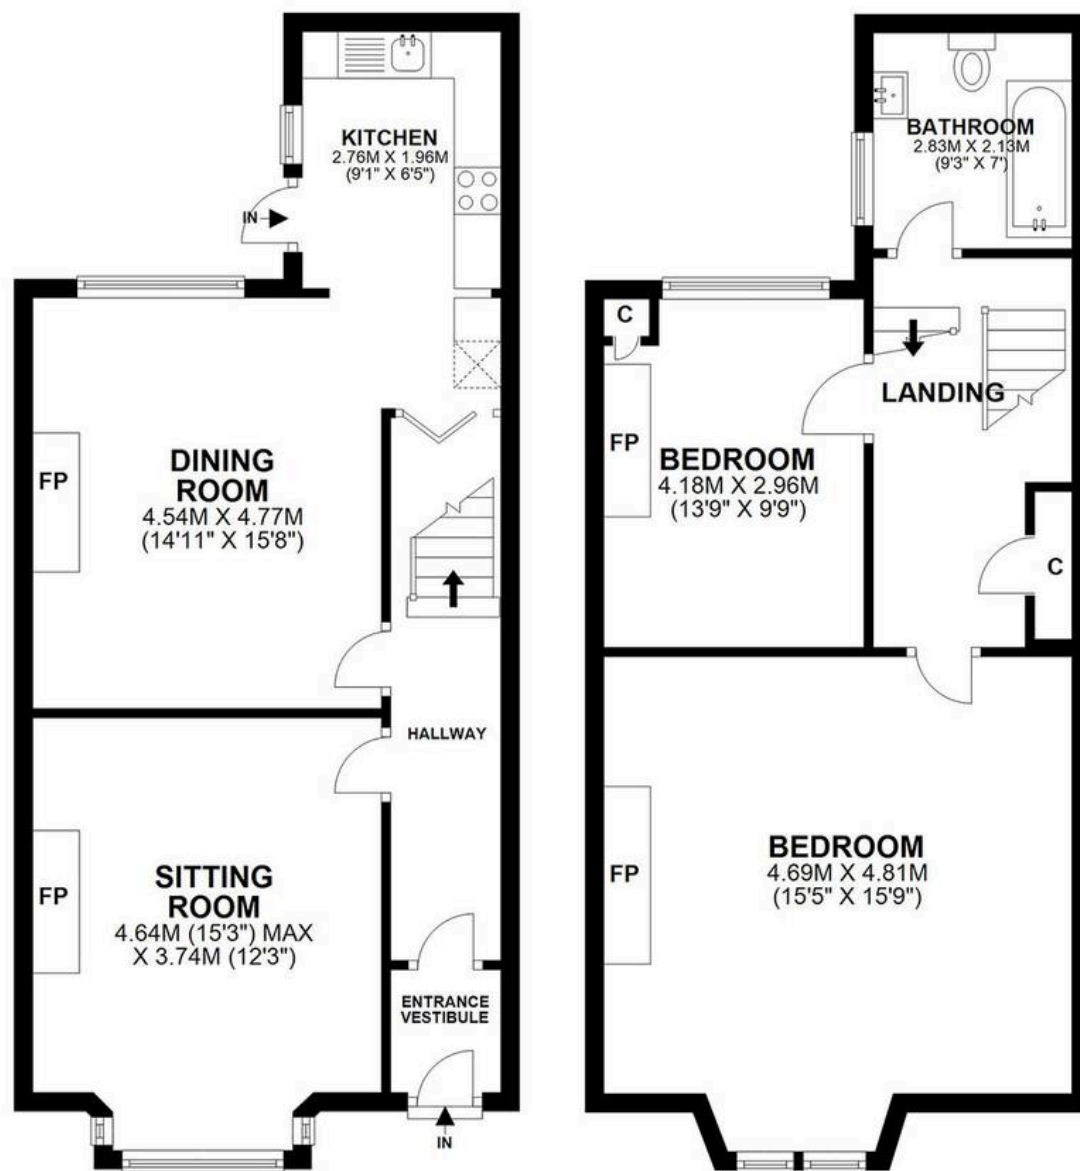 KITCHEN
2.76M X 1.96M
(9'1" X 6'5")
IN
DINING
ROOM
4.54M X 4.77M
(14'11" X 15'8")
FP
HALLWAY
SITTING
ROOM
4.64M (15'3") MAX
X 3.74M (12'3")
FP
ENTRANCE
VESTIBULE
IN
BATHROOM
2.83M X 2.13M
(9'3" X 7')
C
LANDING
FP
BEDROOM
4.18M X 2.96M
(13'9" X 9'9")
C
BEDROOM
4.69M X 4.81M
(15'5" X 15'9")
FP